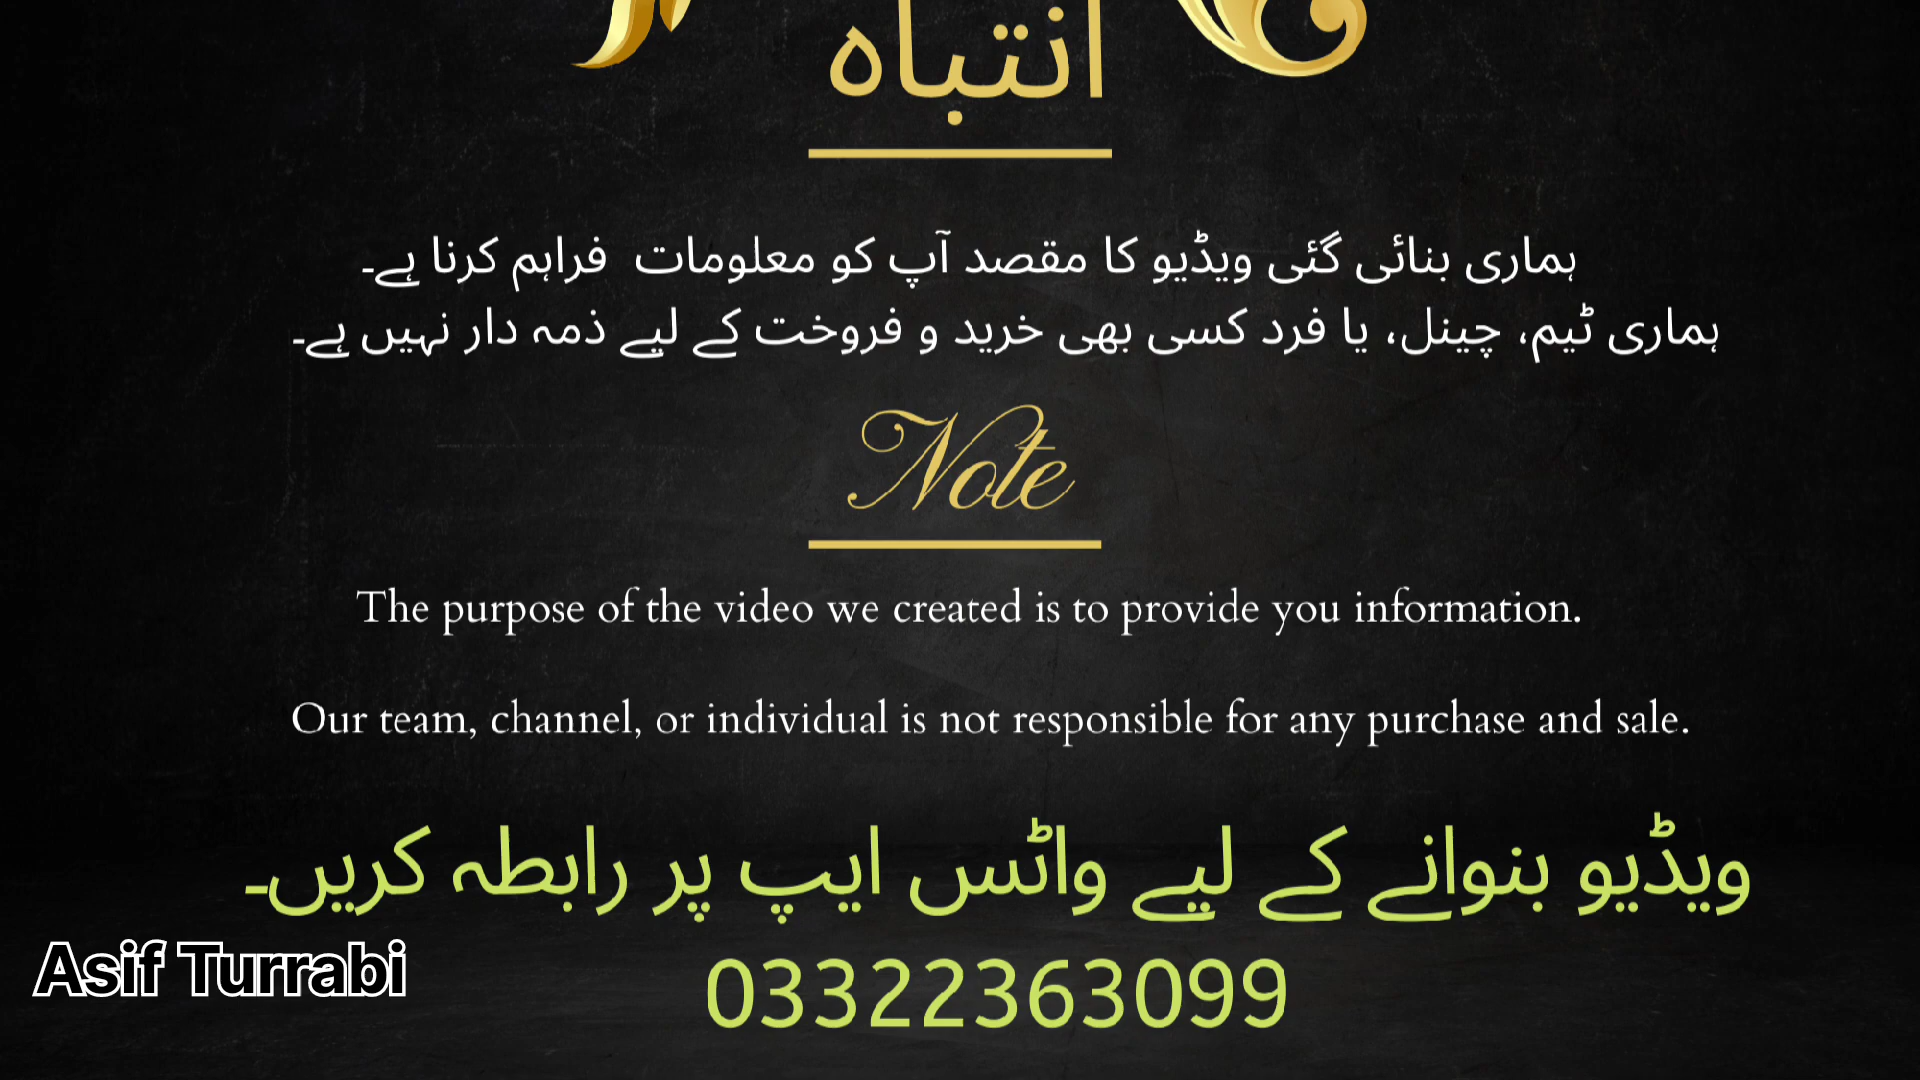 انتباہ
ہماری بنائی گئی ویڈیو کا مقصد آپ کو معلومات فراہم کرنا ہے۔
ہماری ٹیم، چینل، یا فرد کسی بھی خرید و فروخت کے لیے ذمہ دار نہیں ہے۔
Note
The purpose of the video we created is to provide you information.
Our team, channel, or individual is not responsible for any purchase and sale.
ویڈیو بنوانے کے لیے واٹس ایپ پر رابطہ کریں۔
Asif Turrabi
03322363099